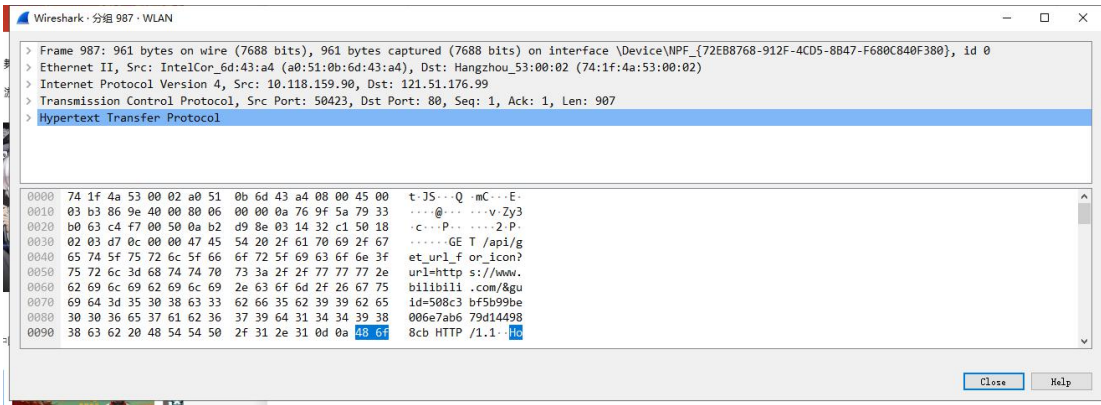 Wireshark · 分组 987 · WLAN
Frame 987: 961 bytes on wire (7688 bits), 961 bytes captured (7688 bits) on interface \Device\NPF_{72EB8768-912F-4CD5-8B47-F680C840F380}, id 0
Ethernet II, Src: IntelCor_6d:43:a4 (a0:51:0b:6d:43:a4), Dst: Hangzhou_53:00:02 (74:1f:4a:53:00:02)
Internet Protocol Version 4, Src: 10.118.159.90, Dst: 121.51.176.99
Transmission Control Protocol, Src Port: 50423, Dst Port: 80, Seq: 1, Ack: 1, Len: 907
Hypertext Transfer Protocol
0000 74 1f 4a 53 00 02 a0 51 0b 6d 43 a4 08 00 45 00 t·JS···Q ·mC···E·
0010 03 b3 86 9e 40 00 80 06 00 00 0a 76 9f 5a 79 33 ····@··· ···v·Zy3
0020 b0 63 c4 f7 00 50 0a b2 d9 8e 03 14 32 c1 50 18 ·c···P·· ····2·P·
0030 02 03 d7 0c 00 00 47 45 54 20 2f 61 70 69 2f 67 ······GE T /api/g
0040 65 74 5f 75 72 6c 5f 66 6f 72 5f 69 63 6f 6e 3f et_url_f or_icon?
0050 75 72 6c 3d 68 74 74 70 73 3a 2f 2f 77 77 77 2e url=http s://www.
0060 62 69 6c 69 62 69 6c 69 2e 63 6f 6d 2f 26 67 75 bilibili .com/&gu
0070 69 64 3d 35 30 38 63 33 62 66 35 62 39 39 62 65 id=508c3 bf5b99be
0080 30 30 36 65 37 61 62 36 37 39 64 31 34 34 39 38 006e7ab6 79d14498
0090 38 63 62 20 48 54 54 50 2f 31 2e 31 0d 0a 48 6f 8cb HTTP /1.1··Ho
Close Help